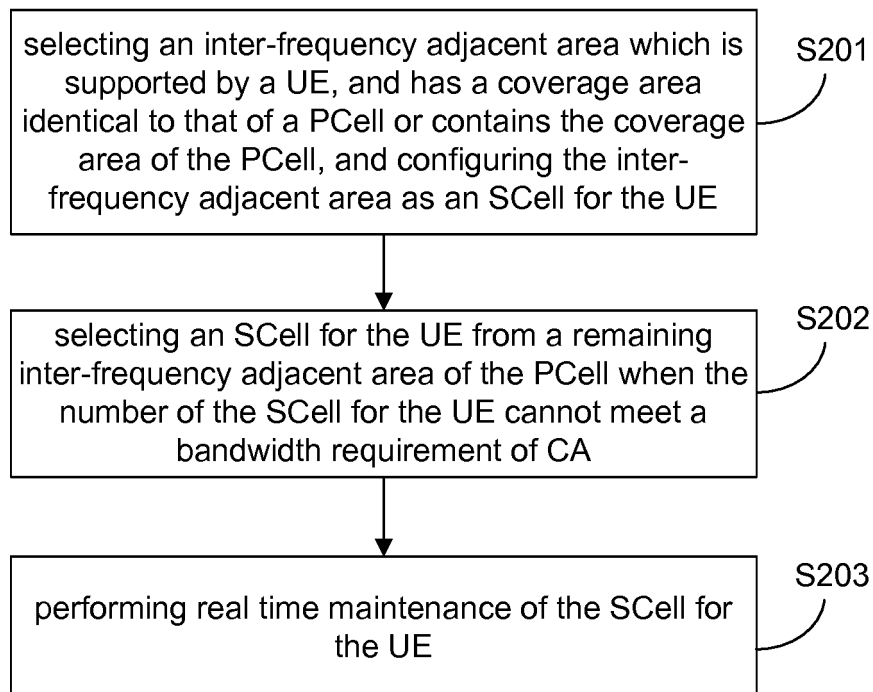 selecting an inter-frequency adjacent area which is
supported by a UE, and has a coverage area
identical to that of a PCell or contains the coverage
area of the PCell, and configuring the inter-
frequency adjacent area as an SCell for the UE
S201
selecting an SCell for the UE from a remaining
inter-frequency adjacent area of the PCell when the
number of the SCell for the UE cannot meet a
bandwidth requirement of CA
S202
performing real time maintenance of the SCell for
the UE
S203